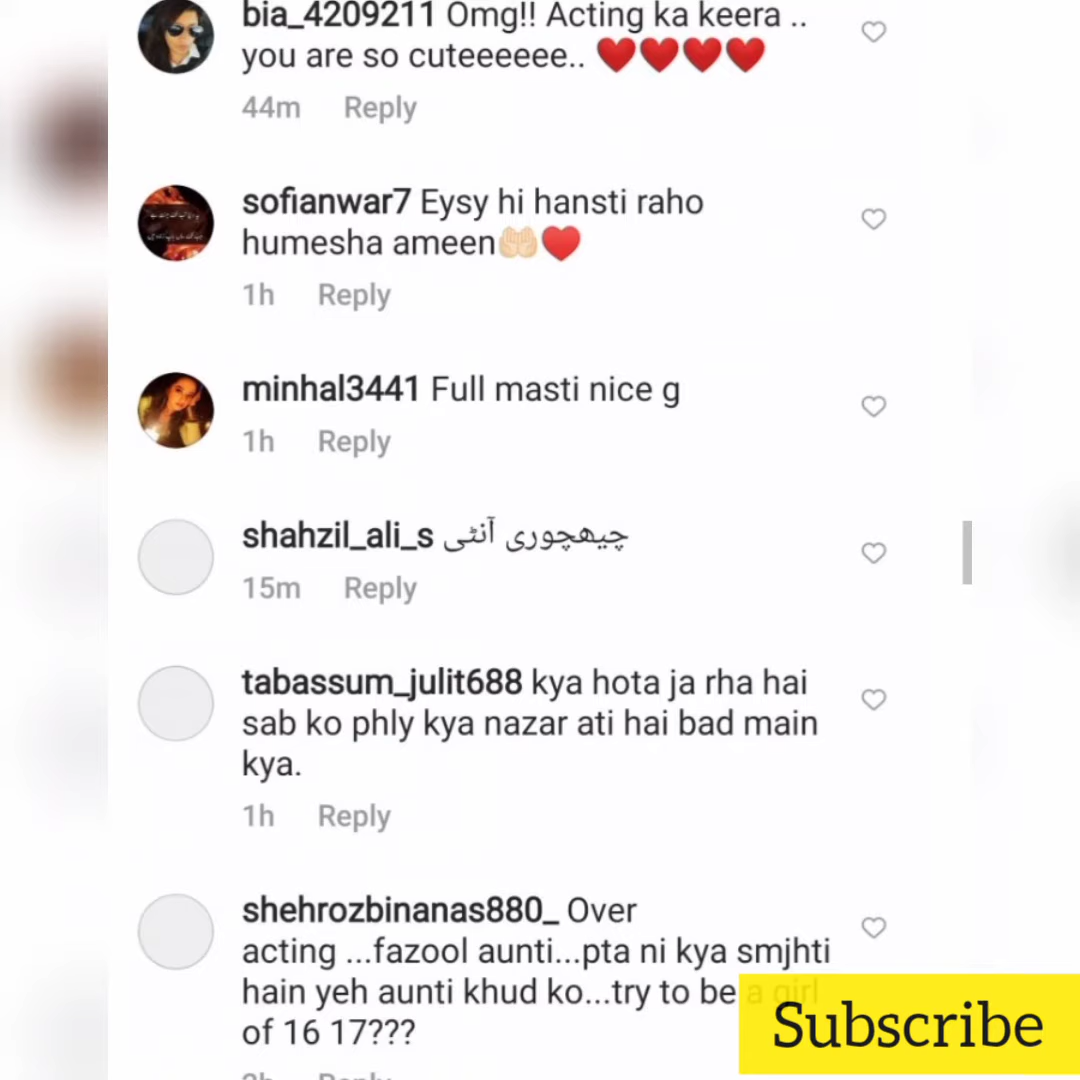 bia_4209211 Omg!! Acting ka keera ..
you are so cuteeeeee.. ❤️❤️❤️❤️
44m Reply
sofianwar7 Eysy hi hansti raho
humesha ameen🤲🏻♥️
1h Reply
minhal3441 Full masti nice g
1h Reply
shahzil_ali_s چیھچوری آنٹی
15m Reply
tabassum_julit688 kya hota ja rha hai
sab ko phly kya nazar ati hai bad main
kya.
1h Reply
shehrozbinanas880_ Over
acting ...fazool aunti...pta ni kya smjhti
hain yeh aunti khud ko...try to be a girl
of 16 17???
Subscribe